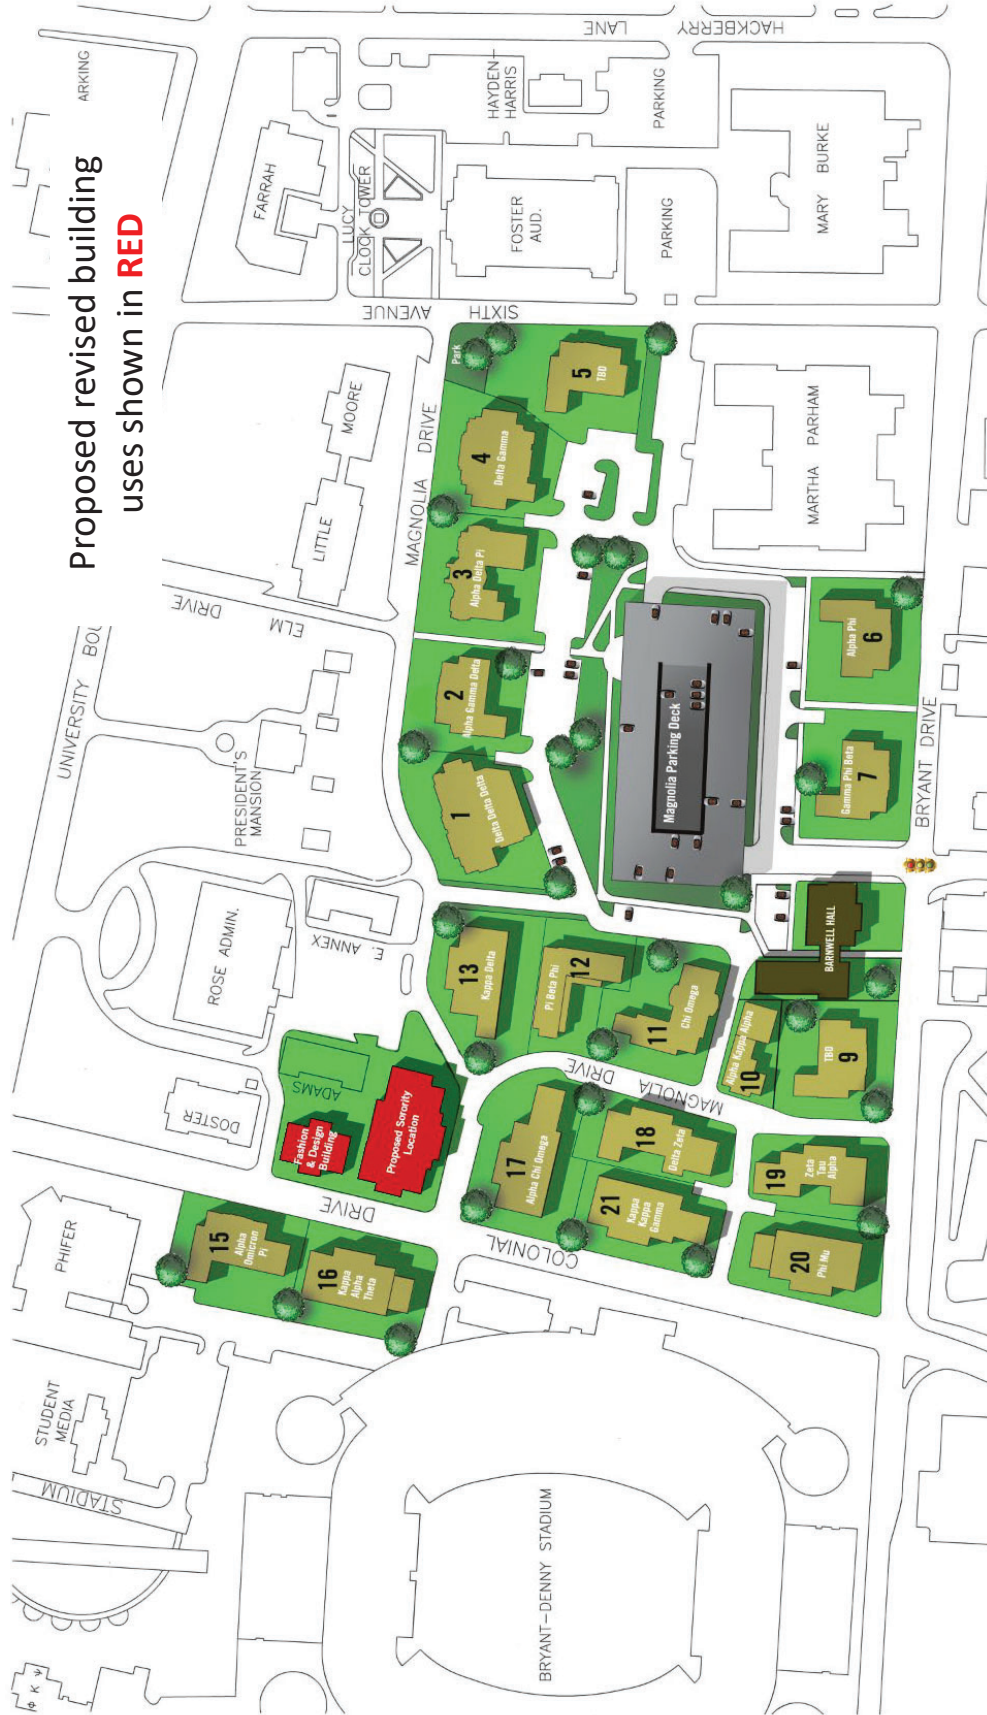 Proposed revised building
uses shown in RED
ARKING
HACKBERRY
LANE
FARRAH
HAYDEN
HARRIS
PARKING
LUCY
CLOCK TOWER
FOSTER
AUD.
PARKING
MARY BURKE
SIXTH
AVENUE
MOORE
LITTLE
MAGNOLIA DRIVE
Park
5
TBD
4
Delta Gamma
3
Alpha Delta Pi
MARTHA PARHAM
ELM
DRIVE
UNIVERSITY BOU
PRESIDENT'S
MANSION
2
Alpha Gamma Delta
1
Delta Delta Delta
Magnolia Parking Deck
6
Alpha Phi
7
Gamma Phi Beta
BRYANT DRIVE
ROSE ADMIN.
E. ANNEX
13
Kappa Delta
12
Pi Beta Phi
11
Chi Omega
BARNWELL HALL
10
Alpha Kappa Alpha
9
TBD
DOSTER
ADAMS
Fashion
& Design
Building
Proposed Sorority
Location
MAGNOLIA
DRIVE
17
Alpha Chi Omega
18
Delta Zeta
19
Zeta
Tau
Alpha
21
Kappa
Kappa
Gamma
20
Phi Mu
COLONIAL
DRIVE
PHIFER
15
Alpha
Omicron
Pi
16
Kappa
Alpha
Theta
STUDENT
MEDIA
STADIUM
BRYANT-DENNY STADIUM
Φ K Ψ